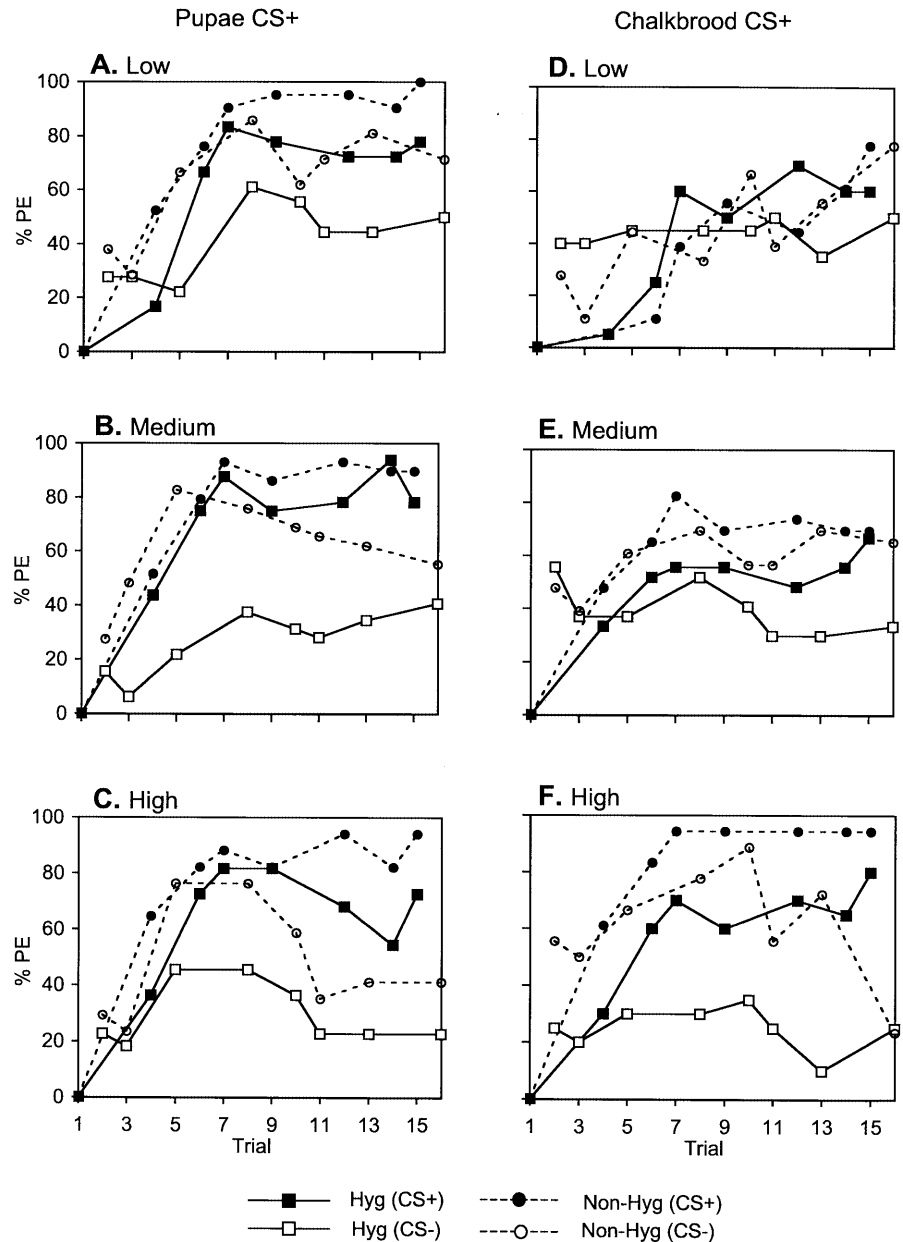 Pupae CS+
Chalkbrood CS+
A. Low
D. Low
100
80
60
40
20
0
% PE
B. Medium
E. Medium
100
80
60
40
20
0
% PE
C. High
F. High
100
80
60
40
20
0
% PE
1 3 5 7 9 11 13 15
Trial
1 3 5 7 9 11 13 15
Trial
Hyg (CS+)
Non-Hyg (CS+)
Hyg (CS-)
Non-Hyg (CS-)